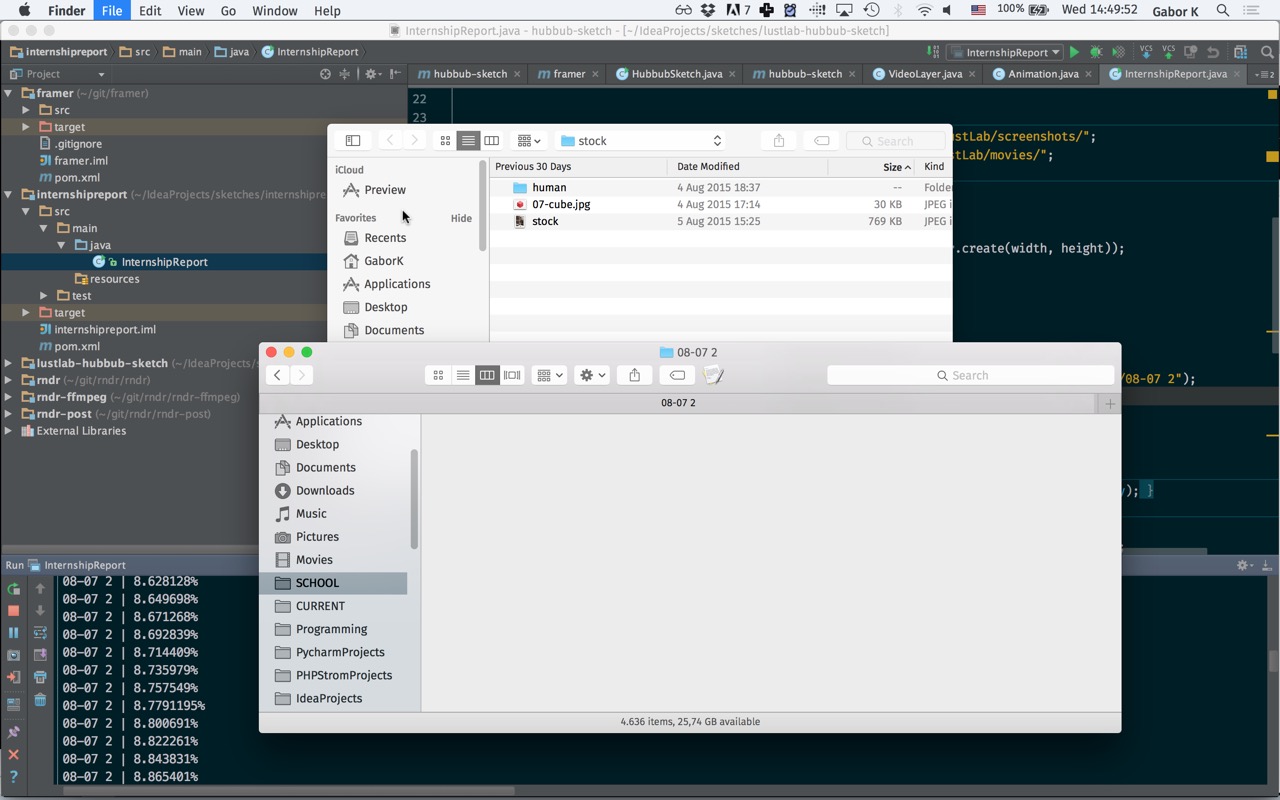 Finder File Edit View Go Window Help 7 100% Wed 14:49:52 Gabor K
InternshipReport.java - hubbub-sketch - [~/IdeaProjects/sketches/lustlab-hubbub-sketch]
internshipreport src main java InternshipReport InternshipReport VCS VCS
Project hubbub-sketch framer HubbubSketch.java hubbub-sketch VideoLayer.java Animation.java InternshipReport.java
framer (~/git/framer)
src
target
.gitignore
framer.iml
pom.xml
internshipreport (~/IdeaProjects/sketches/internshipre
src
main
java
InternshipReport
resources
test
target
internshipreport.iml
pom.xml
lustlab-hubbub-sketch (~/IdeaProjects/s
rndr (~/git/rndr/rndr)
rndr-ffmpeg (~/git/rndr/rndr-ffmpeg)
rndr-post (~/git/rndr/rndr-post)
External Libraries
22
23
stLab/screenshots/";
stLab/movies/";
.create(width, height));
/08-07 2");
); }
stock Search
iCloud
Preview
Favorites Hide
Recents
GaborK
Applications
Desktop
Documents
Previous 30 Days Date Modified Size Kind
human 4 Aug 2015 18:37 -- Folde
07-cube.jpg 4 Aug 2015 17:14 30 KB JPEG i
stock 5 Aug 2015 15:25 769 KB JPEG i
08-07 2
Search
08-07 2
Applications
Desktop
Documents
Downloads
Music
Pictures
Movies
SCHOOL
CURRENT
Programming
PycharmProjects
PHPStromProjects
IdeaProjects
4.636 items, 25,74 GB available
Run InternshipReport
08-07 2 | 8.628128%
08-07 2 | 8.649698%
08-07 2 | 8.671268%
08-07 2 | 8.692839%
08-07 2 | 8.714409%
08-07 2 | 8.735979%
08-07 2 | 8.757549%
08-07 2 | 8.7791195%
08-07 2 | 8.800691%
08-07 2 | 8.822261%
08-07 2 | 8.843831%
08-07 2 | 8.865401%